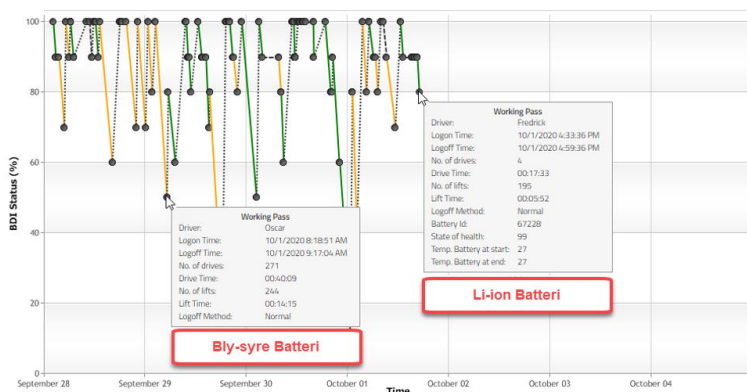 100
80
60
40
20
0
BDI Status (%)
September 28
September 29
September 30
October 01
October 02
October 03
October 04
Time
Working Pass
Driver: Oscar
Logon Time: 10/1/2020 8:18:51 AM
Logoff Time: 10/1/2020 9:17:04 AM
No. of drives: 271
Drive Time: 00:40:09
No. of lifts: 244
Lift Time: 00:14:15
Logoff Method: Normal
Bly-syre Batteri
Working Pass
Driver: Fredrick
Logon Time: 10/1/2020 4:33:36 PM
Logoff Time: 10/1/2020 4:59:36 PM
No. of drives: 4
Drive Time: 00:17:33
No. of lifts: 195
Lift Time: 00:05:52
Logoff Method: Normal
Battery Id: 67228
State of health: 99
Temp. Battery at start: 27
Temp. Battery at end: 27
Li-ion Batteri